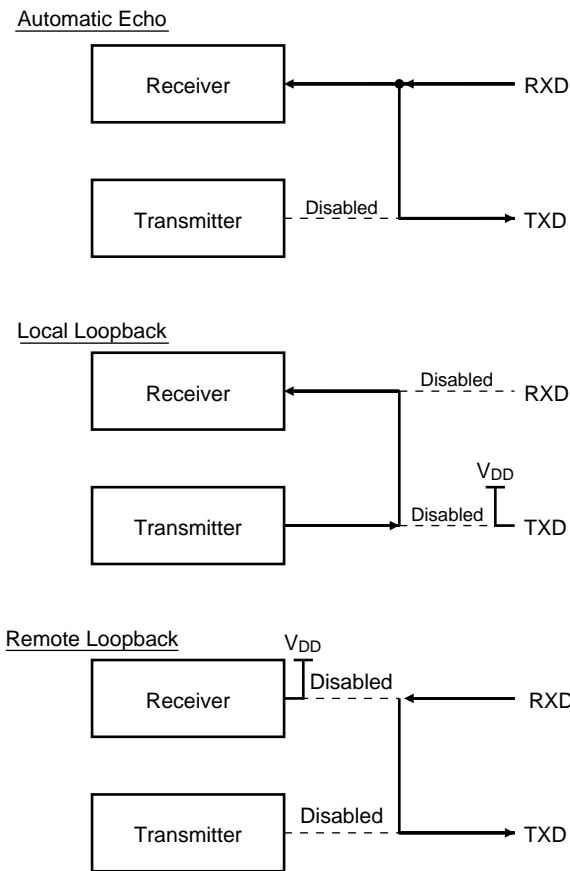 Automatic Echo
Receiver
RXD
Transmitter
Disabled
TXD
Local Loopback
Receiver
Disabled
RXD
VDD
Transmitter
Disabled
TXD
Remote Loopback
VDD
Receiver
Disabled
RXD
Transmitter
Disabled
TXD